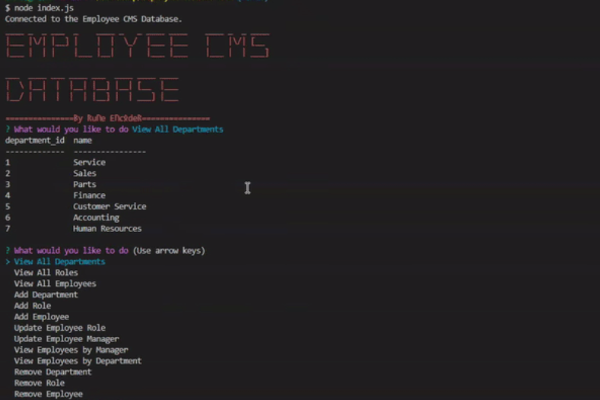 $ node index.js
Connected to the Employee CMS Database.
EMPLOYEE CMS
DATABASE
===============By Rune Encoder===============
? What would you like to do View All Departments
department_id  name
-------------  ----------------
1              Service
2              Sales
3              Parts
4              Finance
5              Customer Service
6              Accounting
7              Human Resources
? What would you like to do (Use arrow keys)
> View All Departments
View All Roles
View All Employees
Add Department
Add Role
Add Employee
Update Employee Role
Update Employee Manager
View Employees by Manager
View Employees by Department
Remove Department
Remove Role
Remove Employee